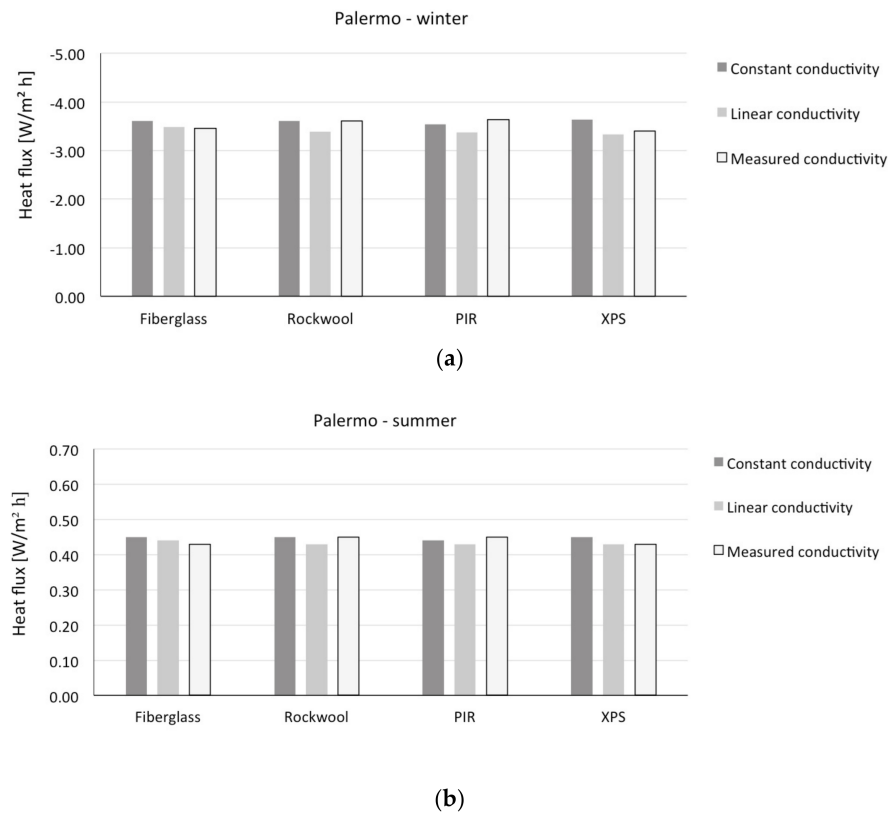 Palermo - winter
Heat flux [W/m² h]
-5.00
-4.00
-3.00
-2.00
-1.00
0.00
Fiberglass Rockwool PIR XPS
Constant conductivity
Linear conductivity
Measured conductivity
(a)
Palermo - summer
Heat flux [W/m² h]
0.70
0.60
0.50
0.40
0.30
0.20
0.10
0.00
Fiberglass Rockwool PIR XPS
Constant conductivity
Linear conductivity
Measured conductivity
(b)